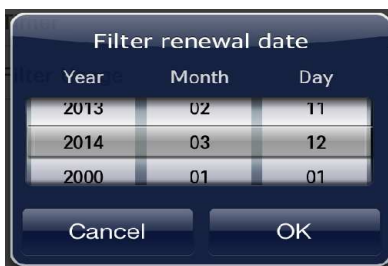 Filter renewal date
Year Month Day
2013 02 11
2014 03 12
2000 01 01
Cancel OK